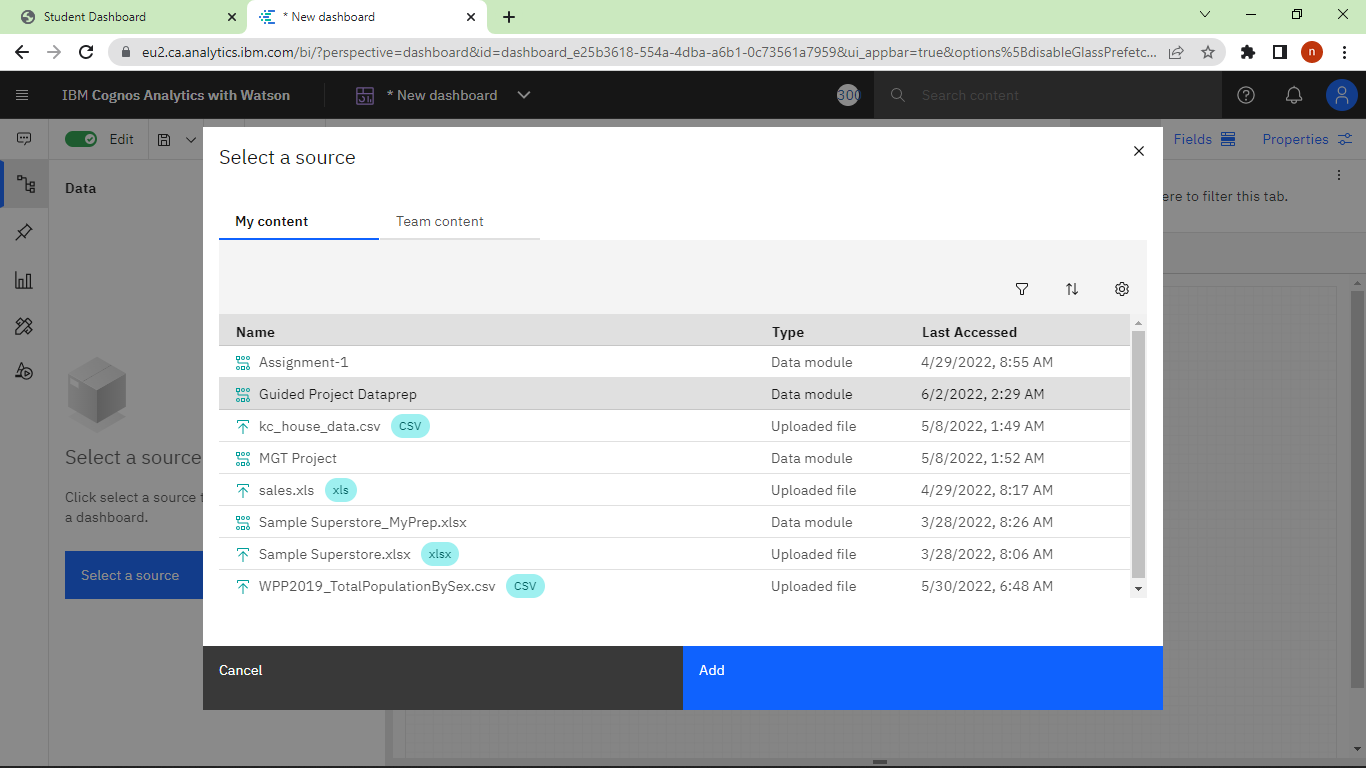 Student Dashboard
* New dashboard
eu2.ca.analytics.ibm.com/bi/?perspective=dashboard&id=dashboard_e25b3618-554a-4dba-a6b1-0c73561a7959&ui_appbar=true&options%5BdisableGlassPrefetc...
n
IBM Cognos Analytics with Watson
* New dashboard
300
Search content
Edit
Fields
Properties
Select a source
Data
ere to filter this tab.
My content
Team content
Name Type Last Accessed
Assignment-1 Data module 4/29/2022, 8:55 AM
Guided Project Dataprep Data module 6/2/2022, 2:29 AM
kc_house_data.csv CSV Uploaded file 5/8/2022, 1:49 AM
MGT Project Data module 5/8/2022, 1:52 AM
sales.xls xls Uploaded file 4/29/2022, 8:17 AM
Sample Superstore_MyPrep.xlsx Data module 3/28/2022, 8:26 AM
Sample Superstore.xlsx xlsx Uploaded file 3/28/2022, 8:06 AM
WPP2019_TotalPopulationBySex.csv CSV Uploaded file 5/30/2022, 6:48 AM
Select a source
Click select a source
a dashboard.
Select a source
Cancel
Add